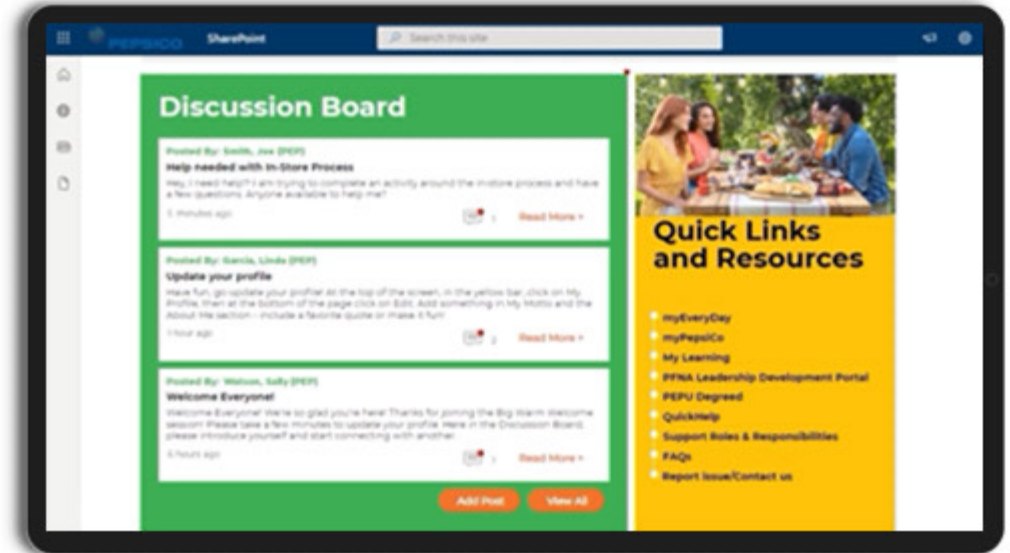 PEPSICO
SharePoint
Search this site
Discussion Board
Posted By: Smith, Joe (PEP)
Help needed with In-Store Process
Hey, I need help!? I am trying to complete an activity around the in-store process and have
a few questions. Anyone available to help me?
5 minutes ago
Read More >
Posted By: Garcia, Linda (PEP)
Update your profile
Have fun, go update your profile! At the top of the screen, in the yellow bar, click on My
Profile, then at the bottom of the page click on Edit. Add something in My Motto and the
About Me section - include a favorite quote or make it fun!
1 hour ago
2
Read More >
Posted By: Watson, Sally (PEP)
Welcome Everyone!
Welcome Everyone! We're so glad you're here! Thanks for joining the Big Warm Welcome
session! Please take a few minutes to update your profile. Here in the Discussion Board,
please introduce yourself and start connecting with another.
hours ago
Read More >
Add Post
View All
Quick Links
and Resources
myEveryDay
myPepsiCo
My Learning
PFNA Leadership Development Portal
PEPU Degreed
QuickHelp
Support Roles & Responsibilities
FAQs
Report issue/Contact us